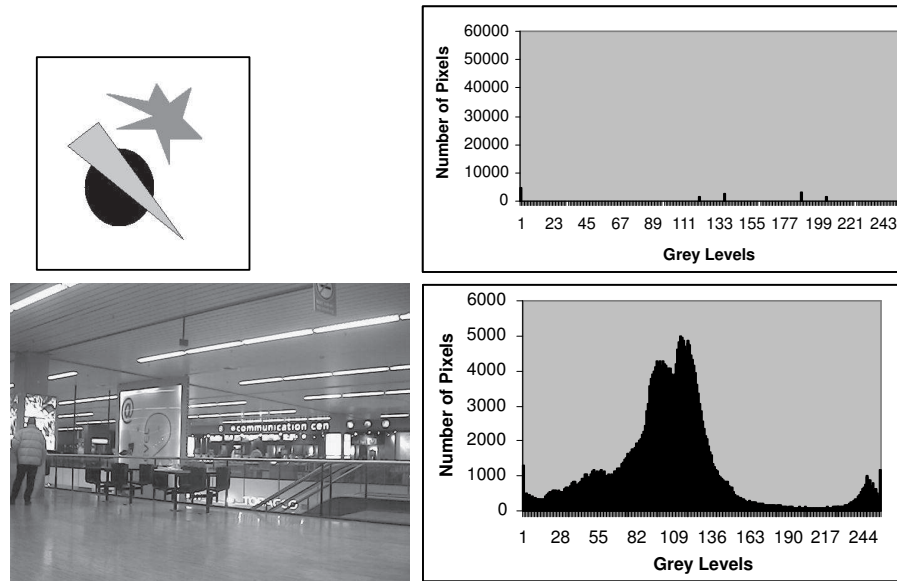 60000
50000
40000
30000
20000
10000
0
Number of Pixels
1 23 45 67 89 111 133 155 177 199 221 243
Grey Levels
@
communication cen
6000
5000
4000
3000
2000
1000
0
Number of Pixels
1 28 55 82 109 136 163 190 217 244
Grey Levels